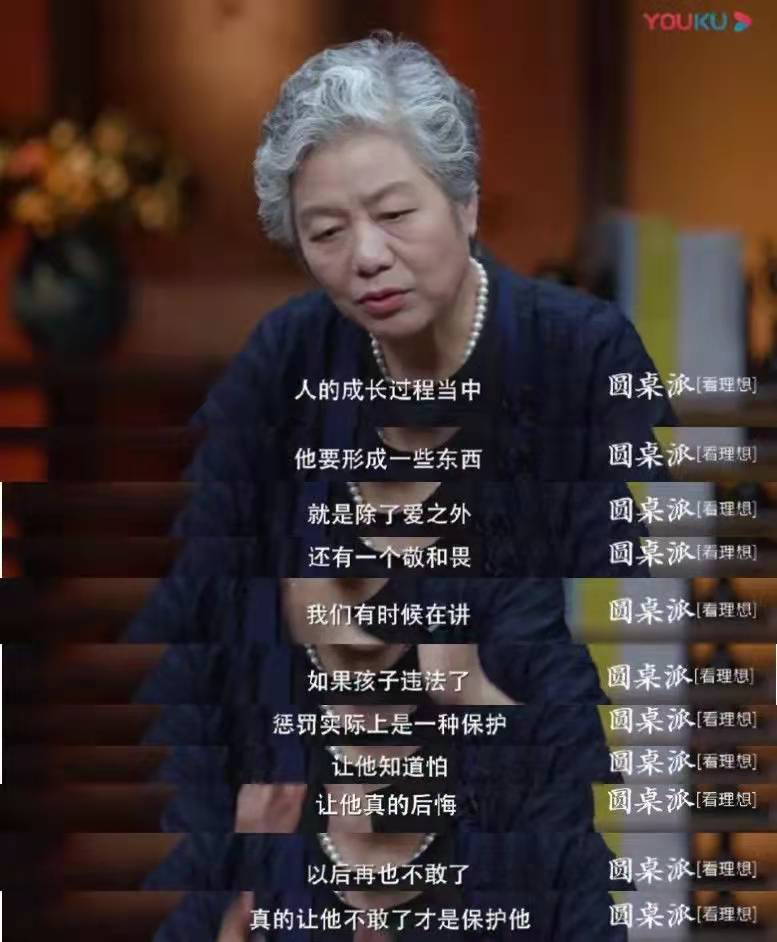 YOUKU
人的成长过程当中
圆桌派[看理想]
他要形成一些东西
圆桌派[看理想]
就是除了爱之外
圆桌派[看理想]
还有一个敬和畏
圆桌派[看理想]
我们有时候在讲
圆桌派[看理想]
如果孩子违法了
圆桌派[看理想]
惩罚实际上是一种保护
圆桌派[看理想]
让他知道怕
圆桌派[看理想]
让他真的后悔
圆桌派[看理想]
以后再也不敢了
圆桌派[看理想]
真的让他不敢了才是保护他
圆桌派[看理想]